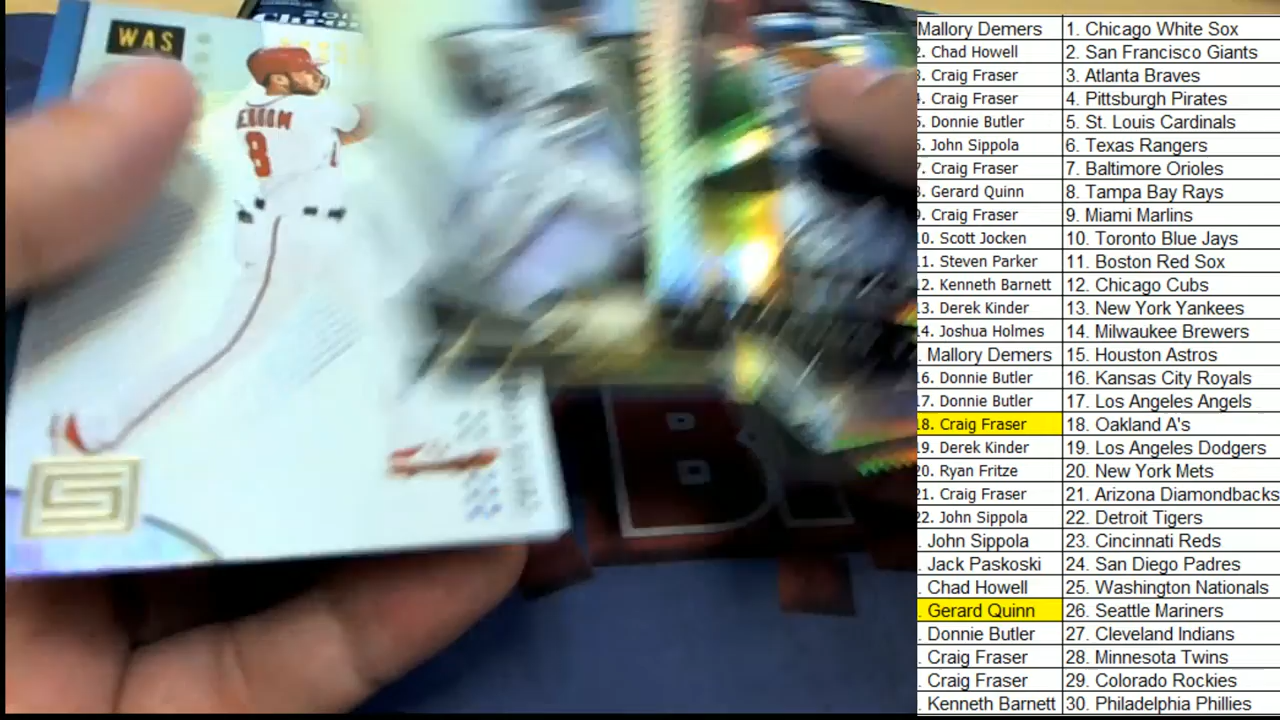 WAS
8
Mallory Demers 1. Chicago White Sox
2. Chad Howell 2. San Francisco Giants
3. Craig Fraser 3. Atlanta Braves
4. Craig Fraser 4. Pittsburgh Pirates
5. Donnie Butler 5. St. Louis Cardinals
6. John Sippola 6. Texas Rangers
7. Craig Fraser 7. Baltimore Orioles
8. Gerard Quinn 8. Tampa Bay Rays
9. Craig Fraser 9. Miami Marlins
10. Scott Jocken 10. Toronto Blue Jays
11. Steven Parker 11. Boston Red Sox
12. Kenneth Barnett 12. Chicago Cubs
13. Derek Kinder 13. New York Yankees
14. Joshua Holmes 14. Milwaukee Brewers
. Mallory Demers 15. Houston Astros
16. Donnie Butler 16. Kansas City Royals
17. Donnie Butler 17. Los Angeles Angels
18. Craig Fraser 18. Oakland A's
19. Derek Kinder 19. Los Angeles Dodgers
20. Ryan Fritze 20. New York Mets
21. Craig Fraser 21. Arizona Diamondbacks
22. John Sippola 22. Detroit Tigers
. John Sippola 23. Cincinnati Reds
. Jack Paskoski 24. San Diego Padres
. Chad Howell 25. Washington Nationals
. Gerard Quinn 26. Seattle Mariners
. Donnie Butler 27. Cleveland Indians
. Craig Fraser 28. Minnesota Twins
. Craig Fraser 29. Colorado Rockies
. Kenneth Barnett 30. Philadelphia Phillies